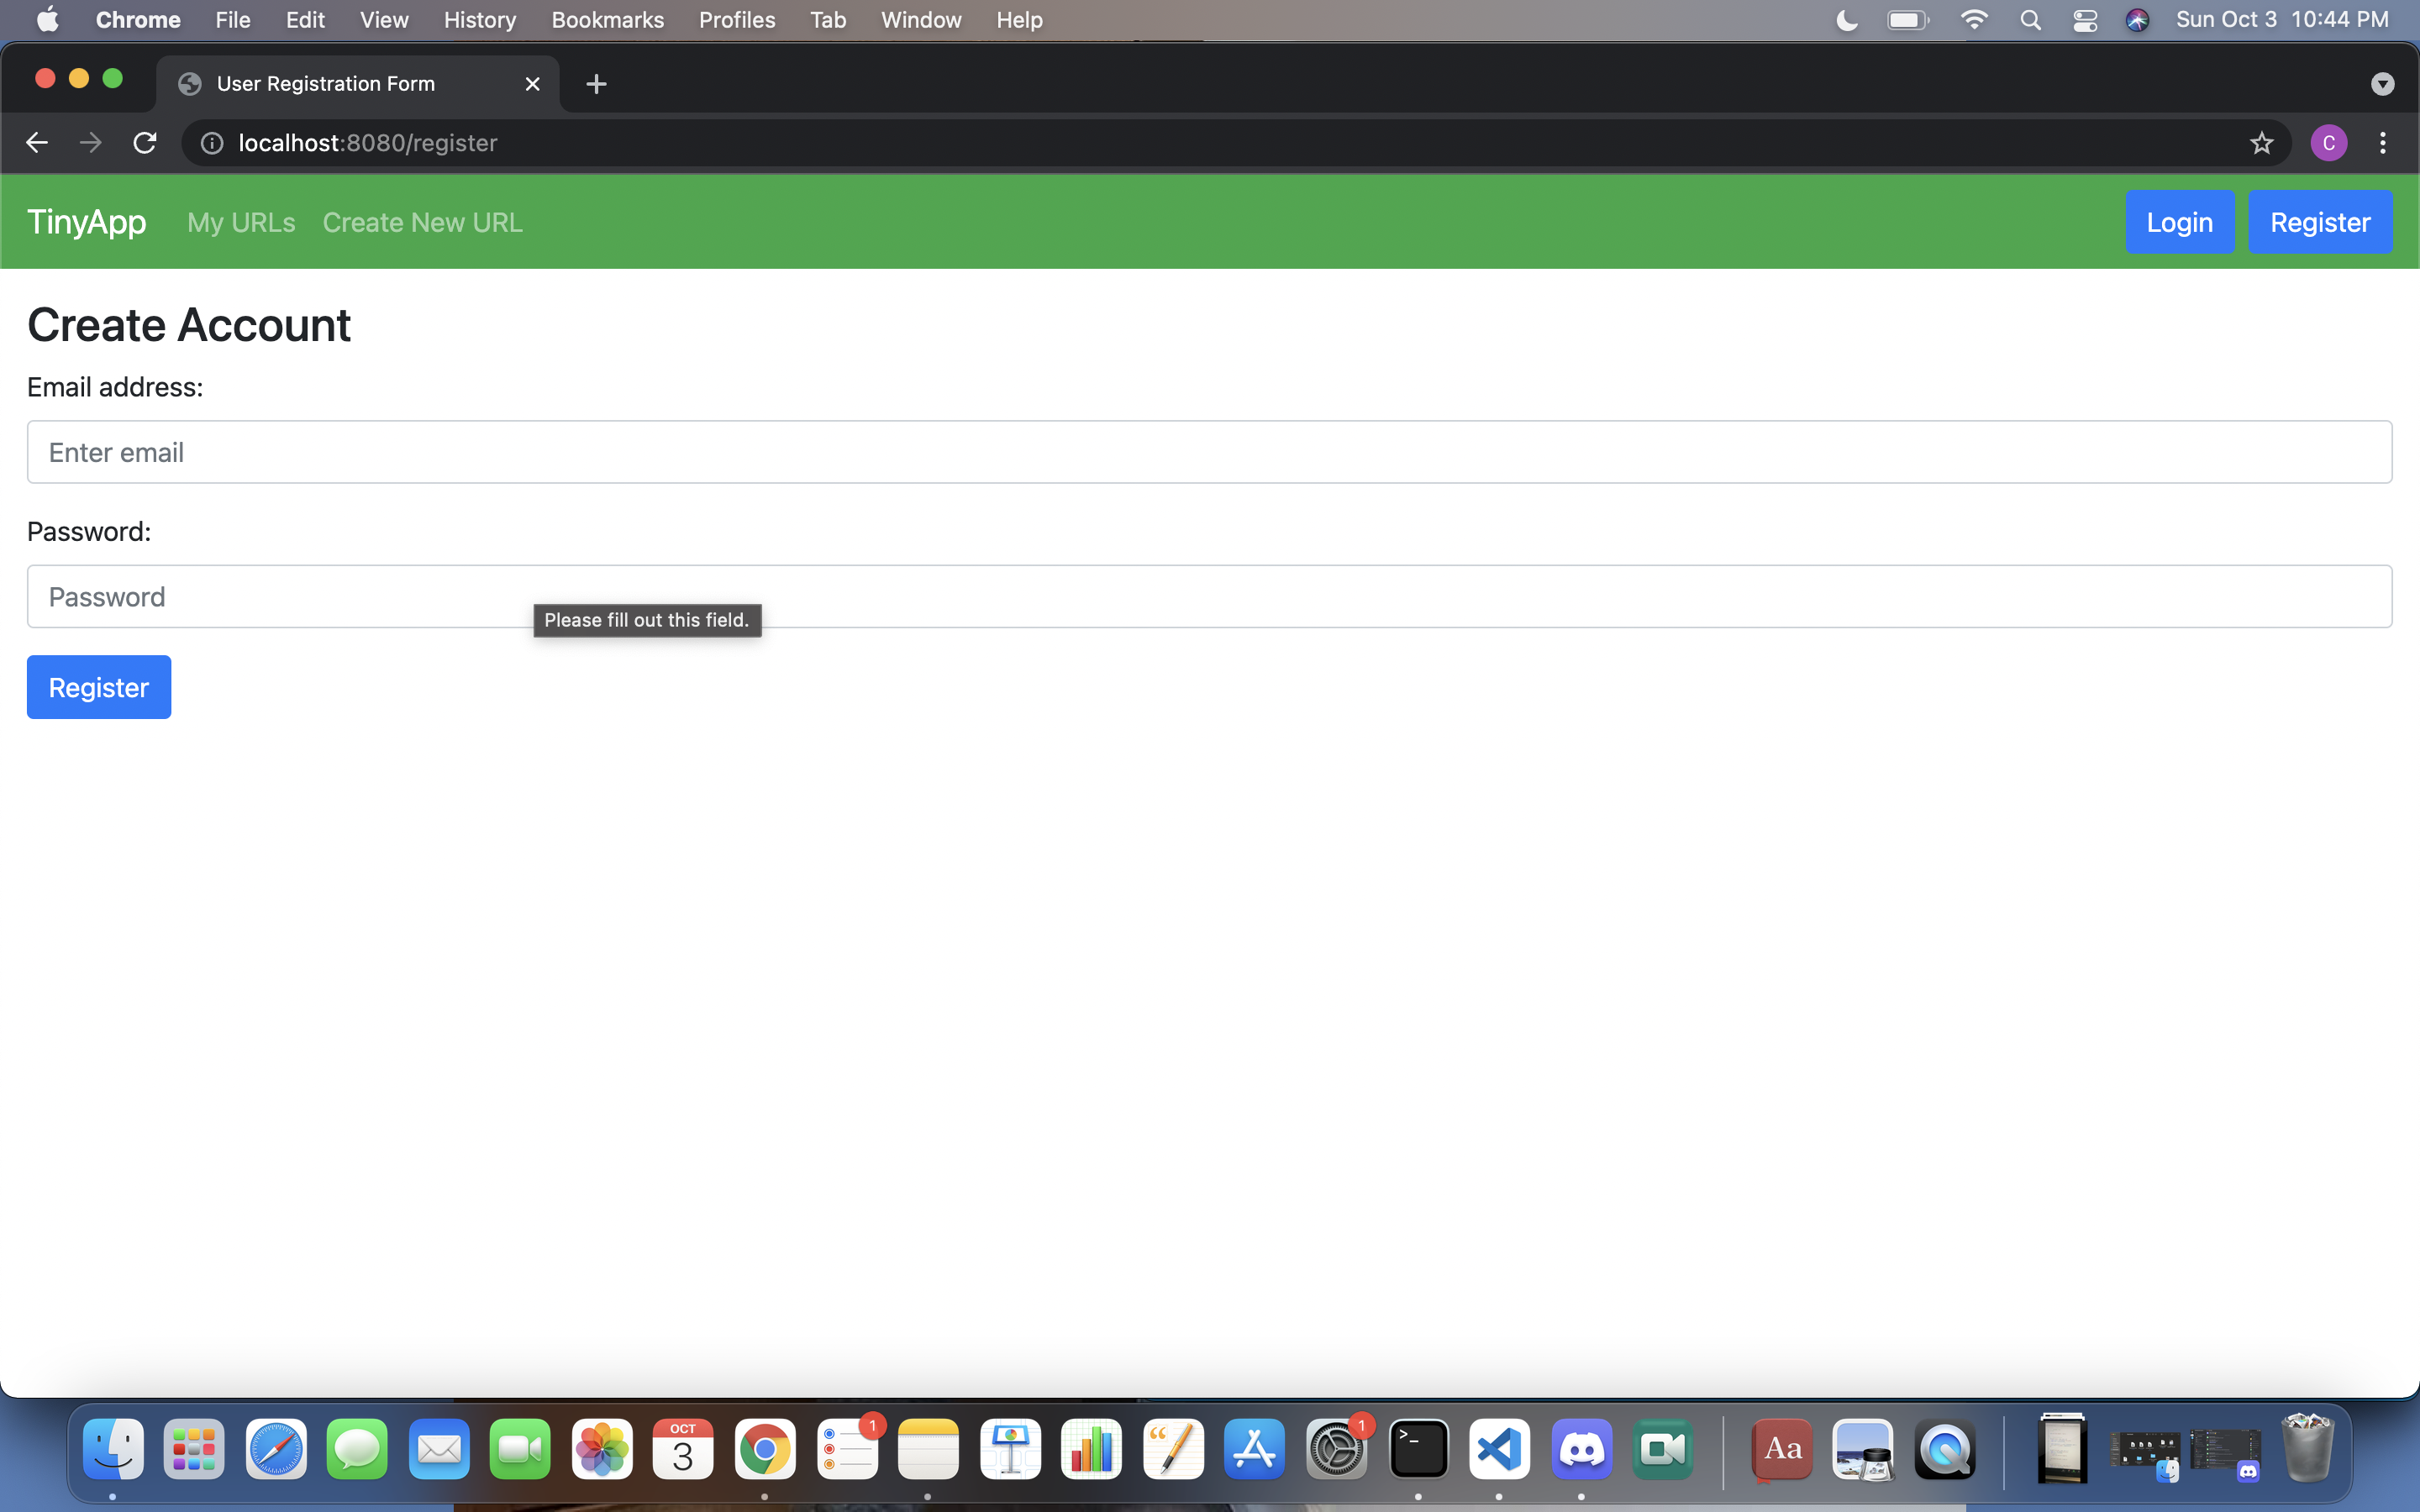 Chrome File Edit View History Bookmarks Profiles Tab Window Help Sun Oct 3 10:44 PM
User Registration Form
localhost:8080/register C
TinyApp My URLs Create New URL Login Register
Create Account
Email address:
Enter email
Password:
Password
Please fill out this field.
Register
OCT
3
1
1
>_
Aa